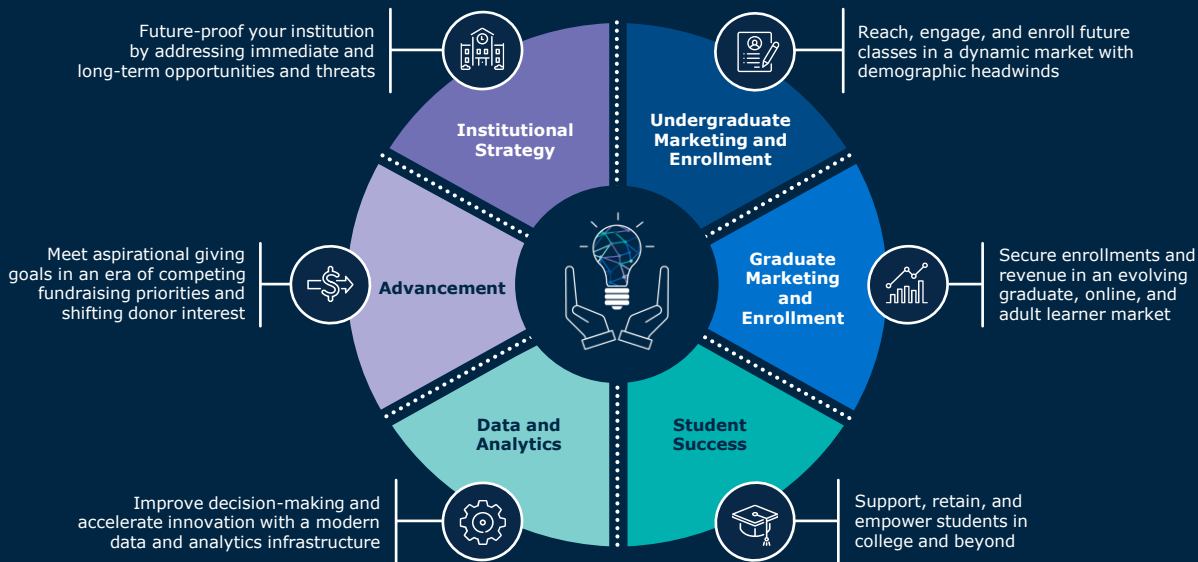 Future-proof your institution
by addressing immediate and
long-term opportunities and threats
Institutional
Strategy
Undergraduate
Marketing and
Enrollment
Reach, engage, and enroll future
classes in a dynamic market with
demographic headwinds
Meet aspirational giving
goals in an era of competing
fundraising priorities and
shifting donor interest
Advancement
Graduate
Marketing
and
Enrollment
Secure enrollments and
revenue in an evolving
graduate, online, and
adult learner market
Improve decision-making and
accelerate innovation with a modern
data and analytics infrastructure
Data and
Analytics
Student
Success
Support, retain, and
empower students in
college and beyond